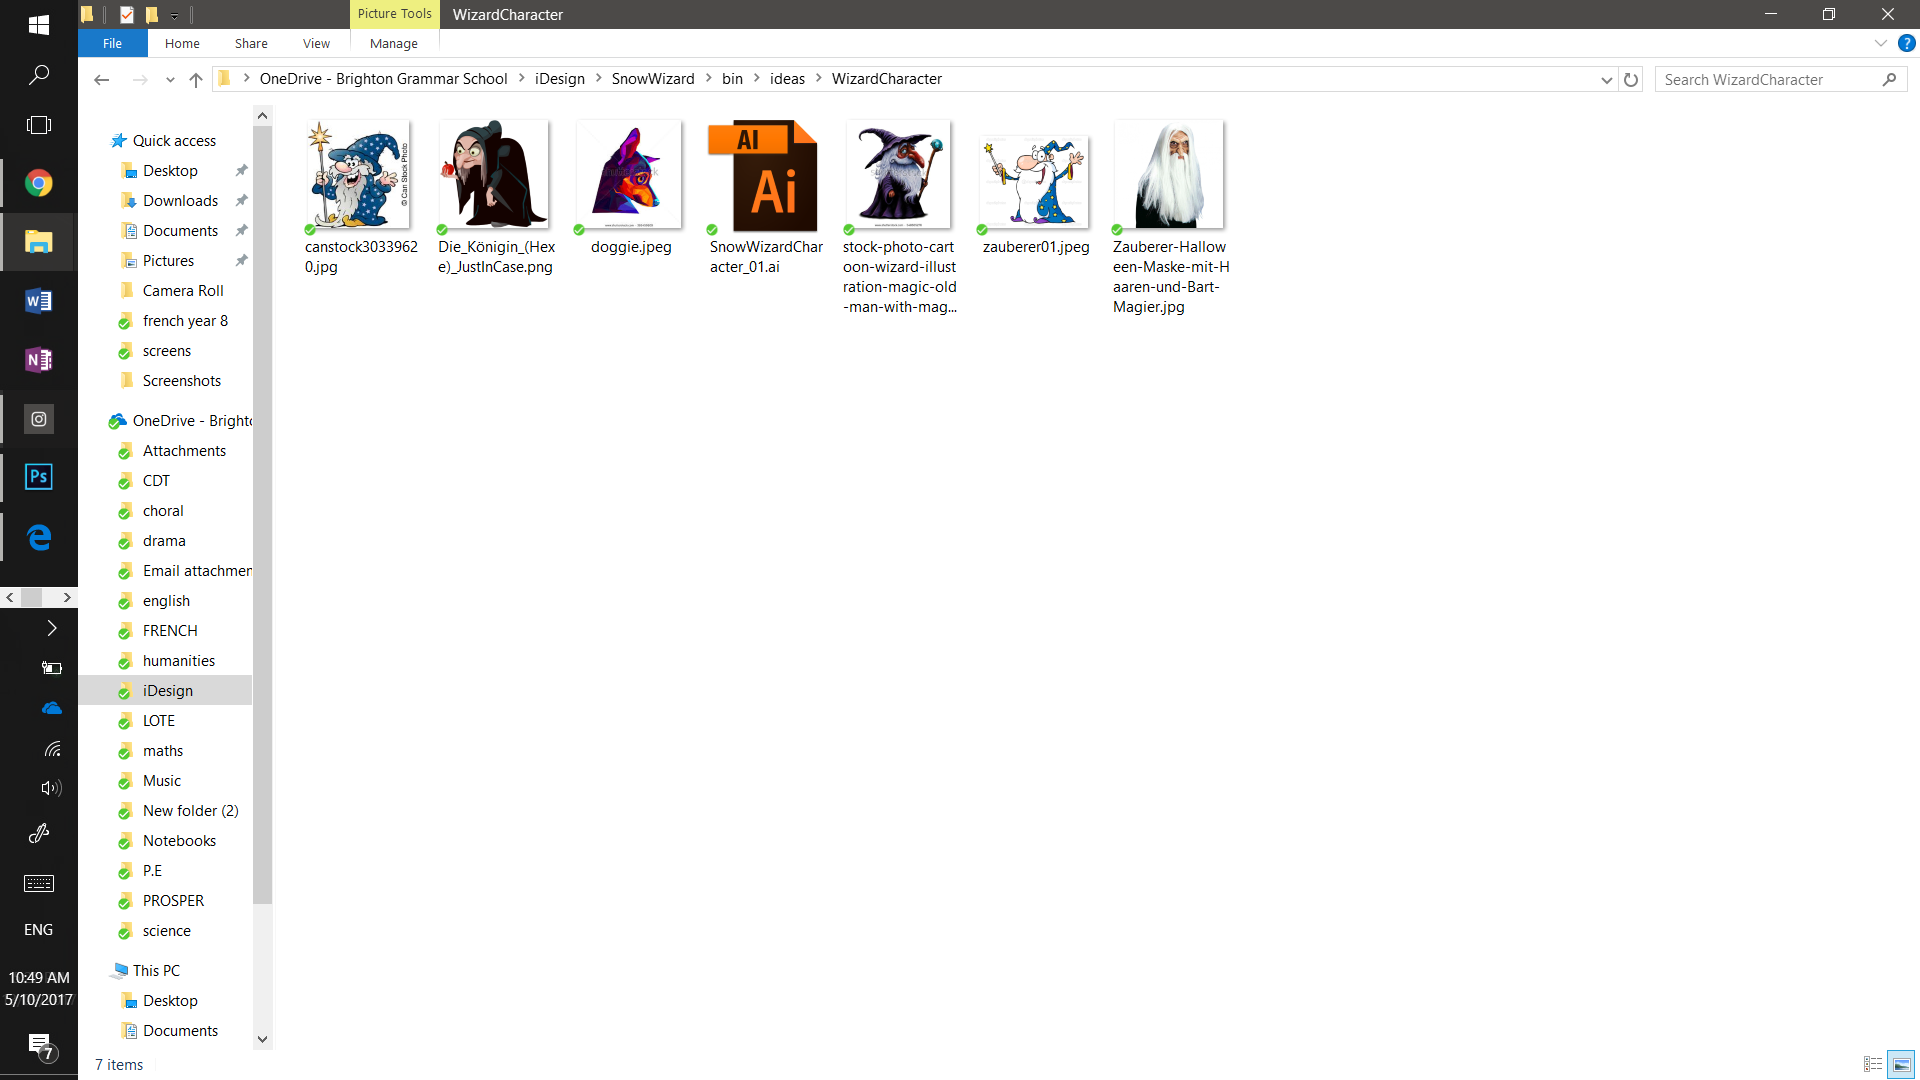 Picture Tools
WizardCharacter
File
Home
Share
View
Manage
OneDrive - Brighton Grammar School
iDesign
SnowWizard
bin
ideas
WizardCharacter
Search WizardCharacter
Quick access
Desktop
Downloads
Documents
Pictures
Camera Roll
french year 8
screens
Screenshots
OneDrive - Bright
Attachments
CDT
choral
drama
Email attachmen
english
FRENCH
humanities
iDesign
LOTE
maths
Music
New folder (2)
Notebooks
P.E
PROSPER
science
This PC
Desktop
Documents
© Can Stock Photo
canstock3033962
0.jpg
Die_Königin_(Hex
e)_JustInCase.png
doggie.jpeg
AI
Ai
SnowWizardChar
acter_01.ai
stock-photo-cart
oon-wizard-illust
ration-magic-old
-man-with-mag...
zauberer01.jpeg
Zauberer-Hallow
een-Maske-mit-H
aaren-und-Bart-
Magier.jpg
Ps
ENG
10:49 AM
5/10/2017
7
7 items